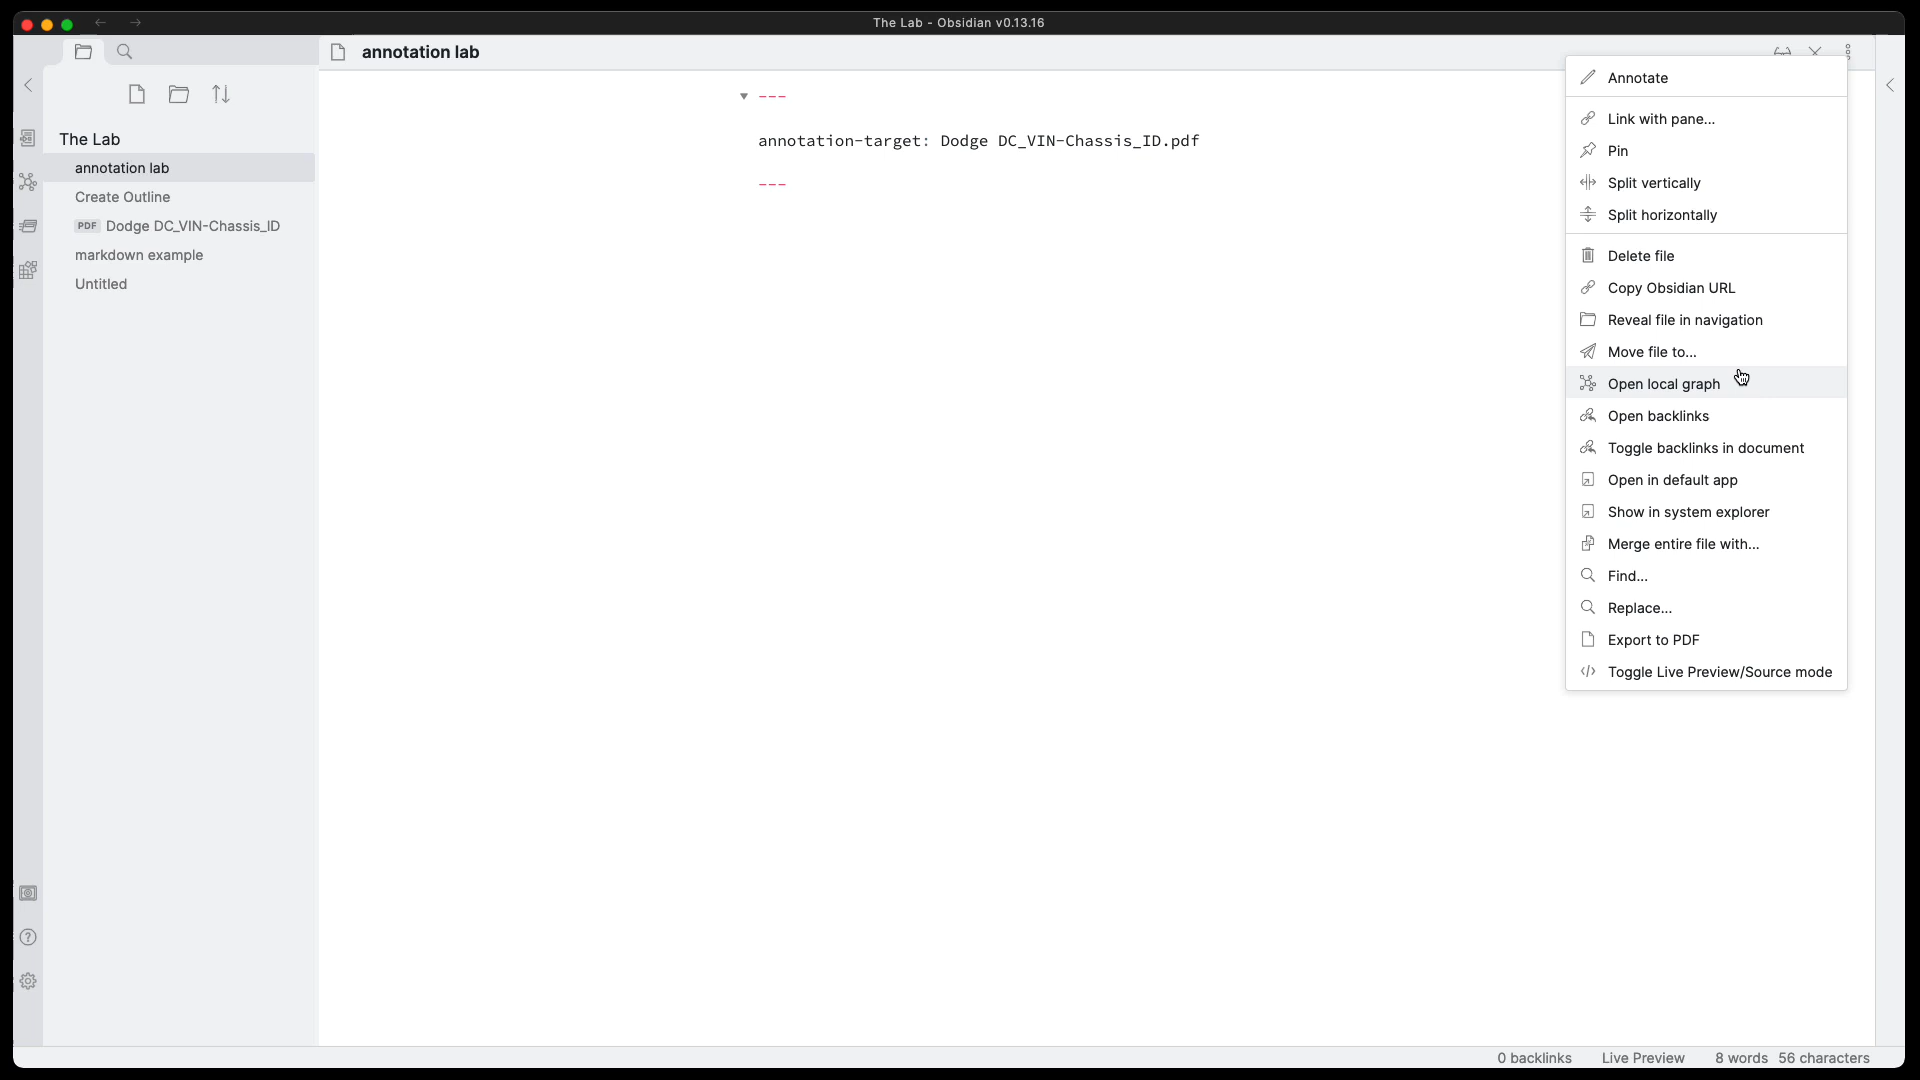 The Lab - Obsidian v0.13.16
annotation lab
The Lab
annotation lab
Create Outline
PDF Dodge DC_VIN-Chassis_ID
markdown example
Untitled
---
annotation-target: Dodge DC_VIN-Chassis_ID.pdf
---
Annotate
Link with pane...
Pin
Split vertically
Split horizontally
Delete file
Copy Obsidian URL
Reveal file in navigation
Move file to...
Open local graph
Open backlinks
Toggle backlinks in document
Open in default app
Show in system explorer
Merge entire file with...
Find...
Replace...
Export to PDF
Toggle Live Preview/Source mode
0 backlinks Live Preview 8 words 56 characters